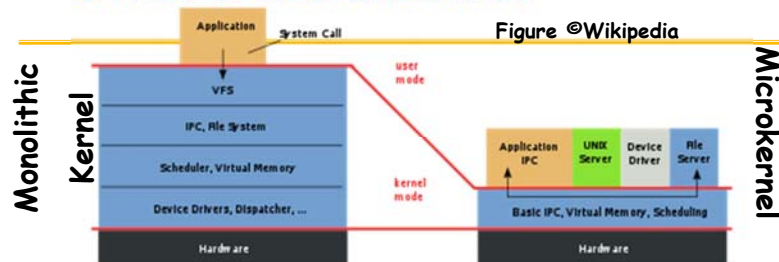 Application
System Call
Figure ©Wikipedia
Monolithic
Kernel
VFS
IPC, File System
Scheduler, Virtual Memory
Device Drivers, Dispatcher, ...
Hardware
user
mode
kernel
mode
Application
IPC
UNIX
Server
Device
Driver
File
Server
Basic IPC, Virtual Memory, Scheduling
Hardware
Microkernel